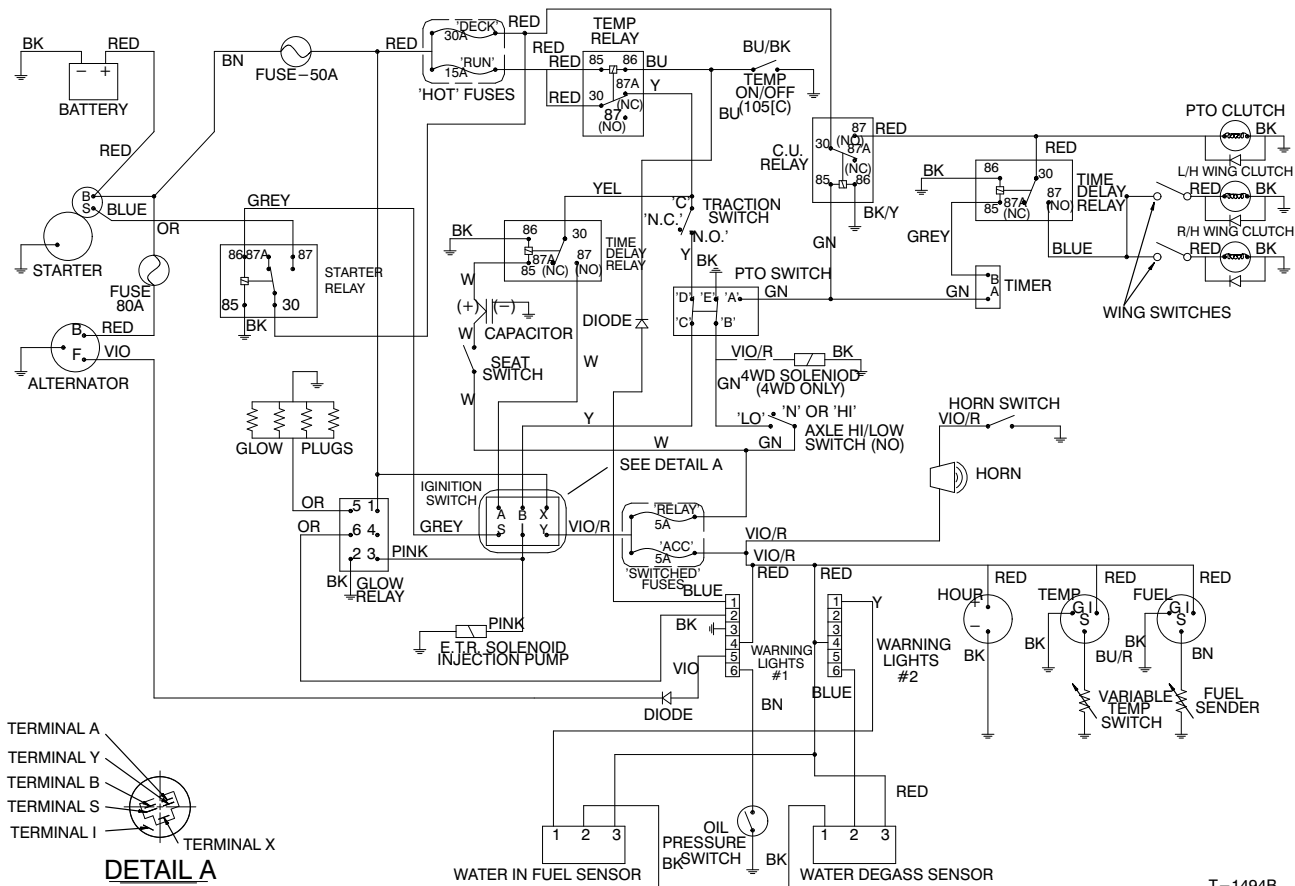 BK
RED
BATTERY
BN
FUSE-50A
RED
'DECK'
30A
'RUN'
15A
'HOT' FUSES
RED
RED
RED
RED
TEMP
RELAY
85
86
BU
87A
(NC)
Y
30
87
(NO)
BU/BK
TEMP
ON/OFF
(105[C)
BU
C.U.
RELAY
87
(NO)
30
87A
(NC)
85
86
RED
BK/Y
GN
PTO CLUTCH
BK
L/H WING CLUTCH
RED
BK
R/H WING CLUTCH
RED
BK
RED
BK
86
30
85
87A
(NC)
87
(NO)
TIME
DELAY
RELAY
GREY
BLUE
B
A
TIMER
GN
WING SWITCHES
RED
B
S
BLUE
OR
STARTER
FUSE
80A
GREY
86
87A
87
85
30
STARTER
RELAY
BK
B
F
RED
VIO
ALTERNATOR
YEL
BK
86
30
85
87A
(NC)
87
(NO)
TIME
DELAY
RELAY
W
(+)
(-)
CAPACITOR
W
SEAT
SWITCH
W
W
'C'
'N.C.'
TRACTION
SWITCH
'N.O.'
Y
BK
PTO SWITCH
'D'
'E'
'A'
GN
'C'
'B'
DIODE
VIO/R
BK
GN
4WD SOLENIOD
(4WD ONLY)
'LO'
'N' OR 'HI'
AXLE HI/LOW
SWITCH (NO)
GN
Y
W
GLOW PLUGS
OR
OR
5
1
6
4
2
3
BK
GLOW
RELAY
PINK
GREY
IGNITION
SWITCH
A
B
X
S
Y
VIO/R
SEE DETAIL A
'RELAY'
5A
'ACC'
5A
'SWITCHED'
FUSES
VIO/R
VIO/R
HORN SWITCH
VIO/R
HORN
PINK
E.T.R. SOLENOID
INJECTION PUMP
BLUE
BK
VIO
1
2
3
4
5
6
RED
WARNING
LIGHTS
#1
RED
1
2
3
4
5
6
Y
WARNING
LIGHTS
#2
BLUE
BN
DIODE
HOUR
+
-
RED
BK
TEMP
G
I
S
RED
BK
BU/R
VARIABLE
TEMP
SWITCH
FUEL
G
I
S
RED
BK
BN
FUEL
SENDER
TERMINAL A
TERMINAL Y
TERMINAL B
TERMINAL S
TERMINAL I
TERMINAL X
DETAIL A
1
2
3
WATER IN FUEL SENSOR
BK
OIL
PRESSURE
SWITCH
BK
1
2
3
RED
WATER DEGASS SENSOR
T-1494B